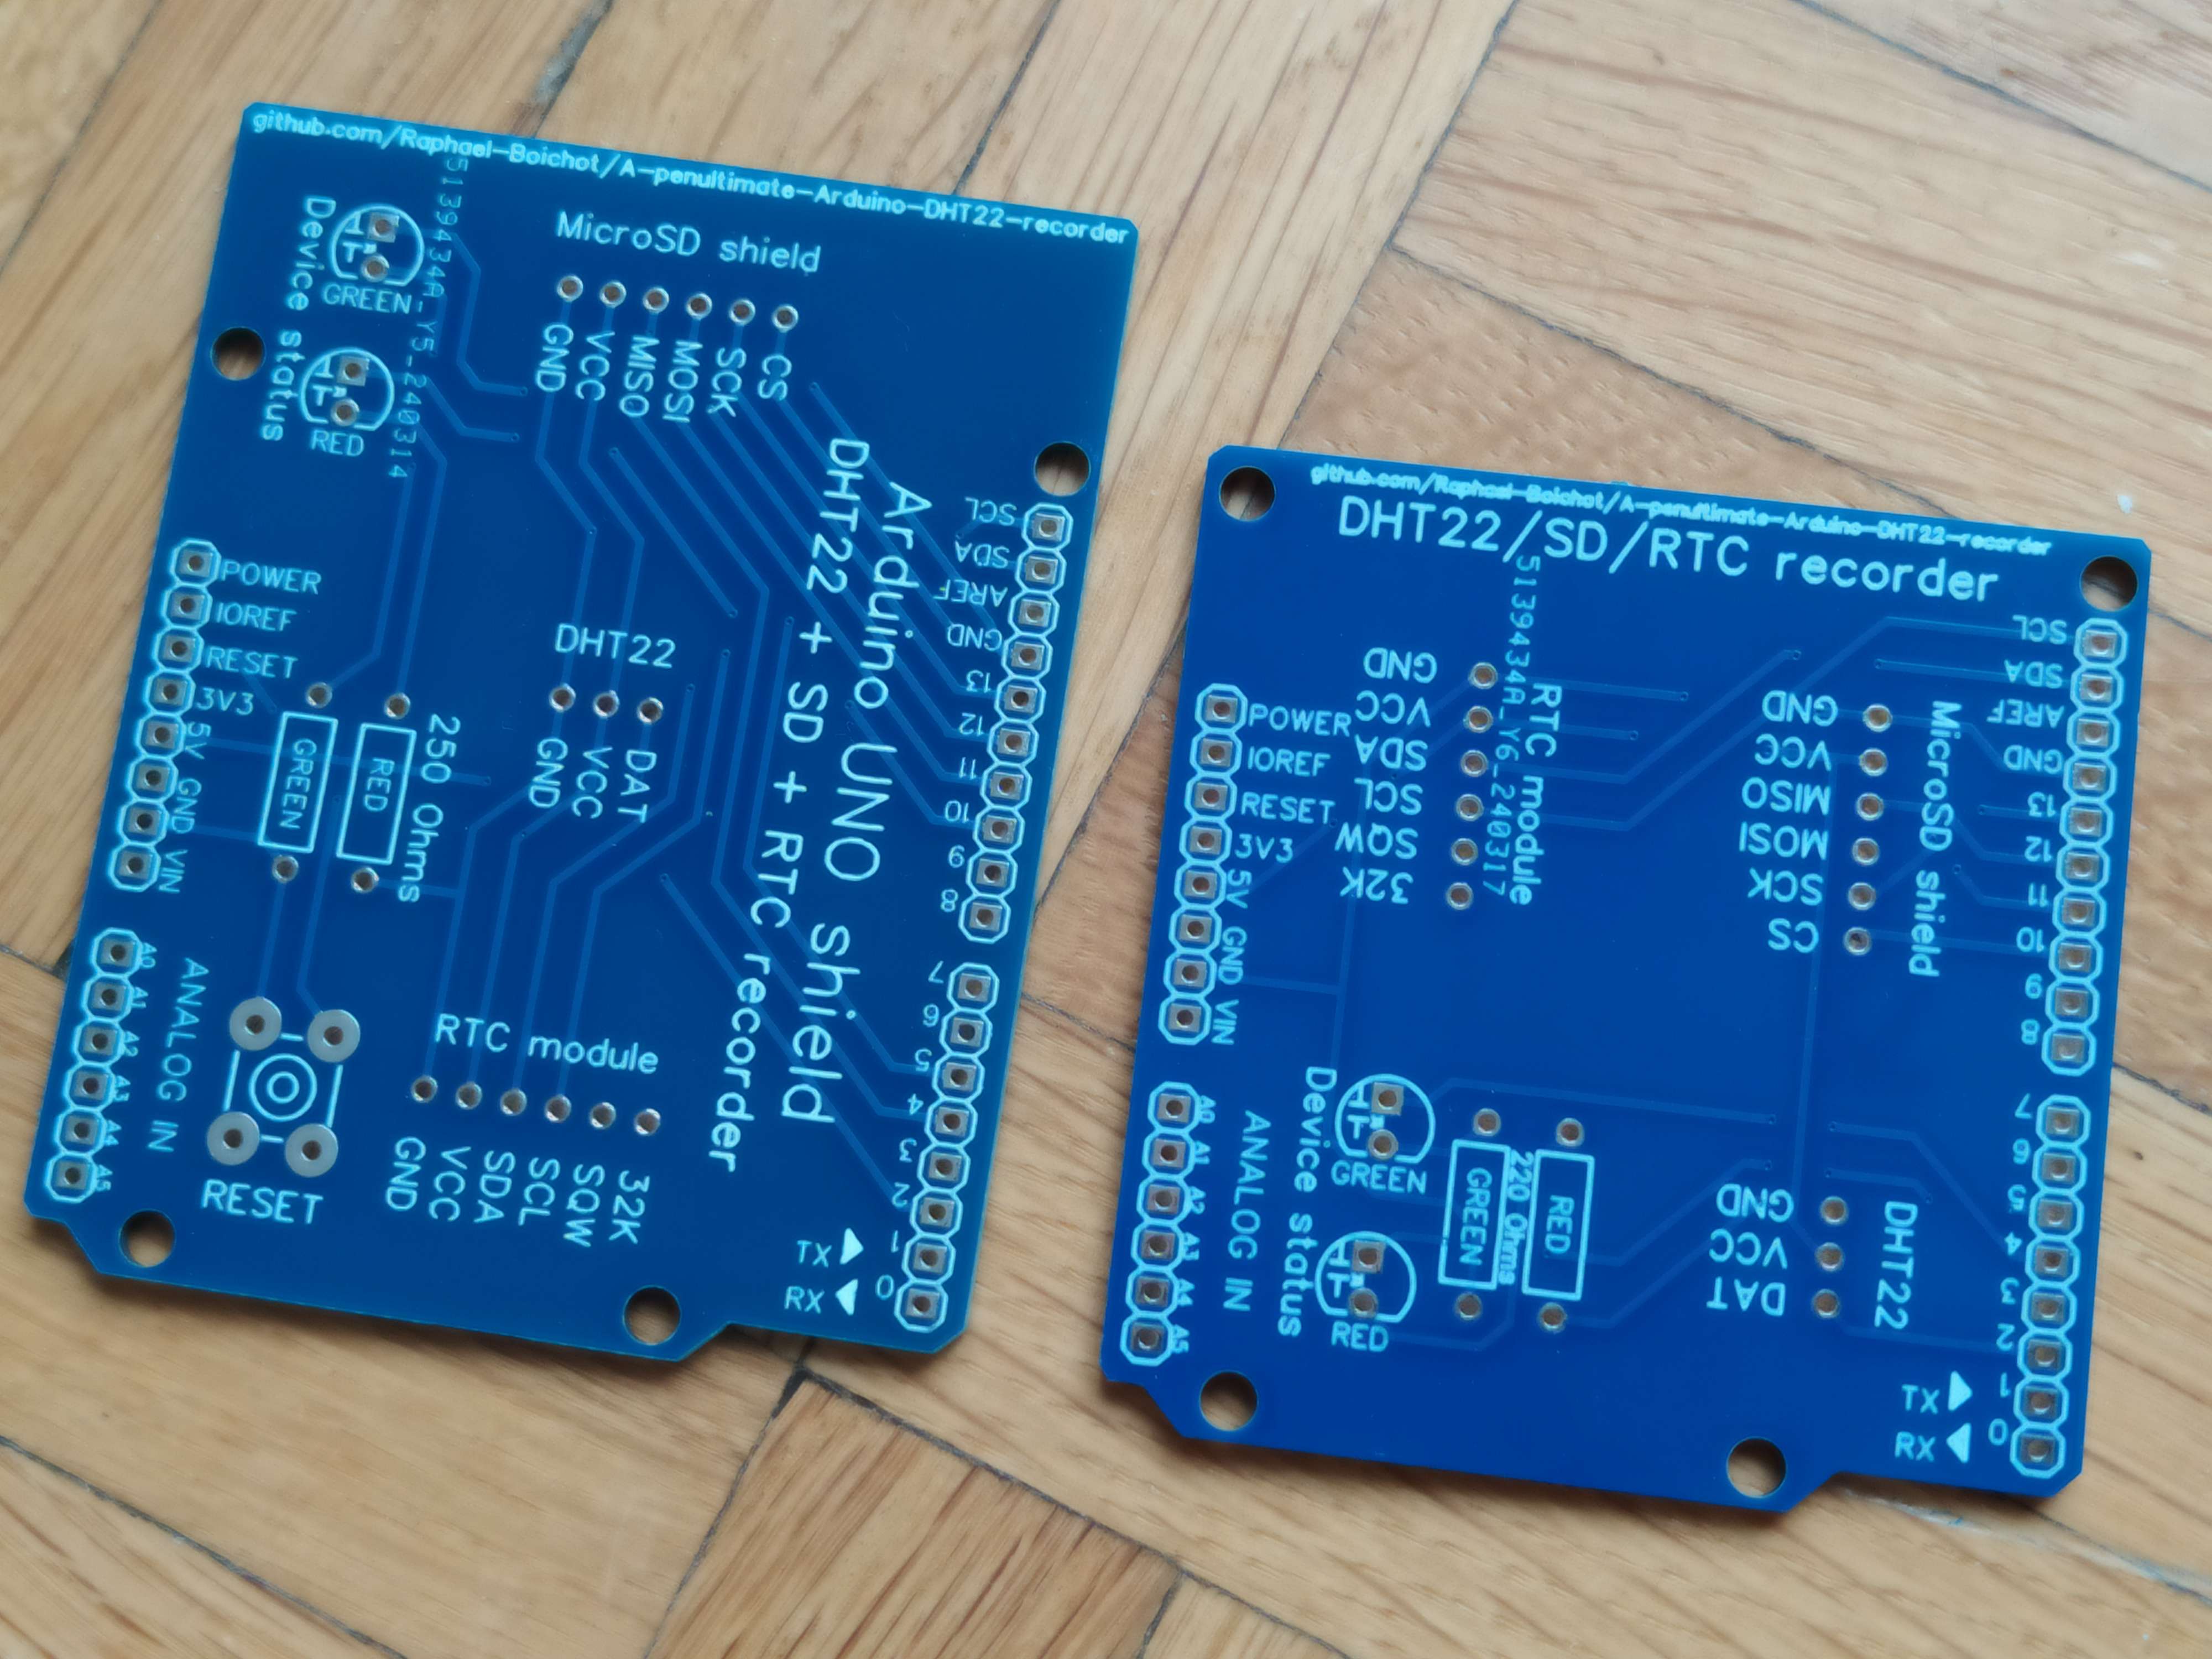 github.com/Raphael-Boichot/A-penultimate-Arduino-DHT22-recorder
MicroSD shield
GND
VCC
MISO
MOSI
SCK
CS
Device status
GREEN
RED
5139434A_Y5_240314
Arduino UNO shield
DHT22 + SD + RTC recorder
SCL
SDA
AREF
GND
13
12
11
10
9
8
7
6
5
4
3
2
1
0
TX
RX
POWER
IOREF
RESET
3V3
5V
GND
VIN
A0
A1
A2
A3
A4
A5
ANALOG IN
GREEN
RED
250 Ohms
DHT22
GND
VCC
DAT
RTC module
GND
VCC
SDA
SCL
SQW
32K
RESET
github.com/Raphael-Boichot/A-penultimate-Arduino-DHT22-recorder
DHT22/SD/RTC recorder
5139434A_Y6_240317
RTC module
GND
VCC
SDA
SCL
SQW
32K
MicroSD shield
GND
VCC
MISO
MOSI
SCK
CS
SCL
SDA
AREF
GND
13
12
11
10
9
8
7
6
5
4
3
2
1
0
TX
RX
POWER
IOREF
RESET
3V3
5V
GND
VIN
A0
A1
A2
A3
A4
A5
ANALOG IN
Device status
GREEN
RED
GREEN
220 Ohms
RED
DHT22
GND
VCC
DAT